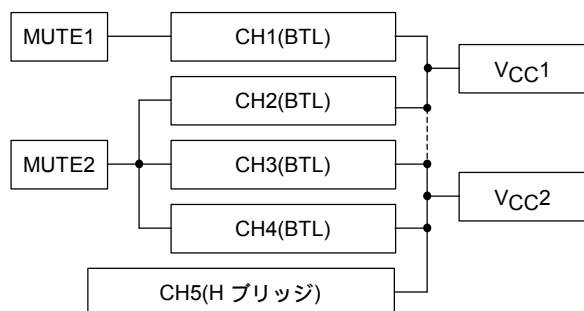 MUTE1
CH1(BTL)
VCC1
CH2(BTL)
MUTE2
CH3(BTL)
VCC2
CH4(BTL)
CH5(H ブリッジ)